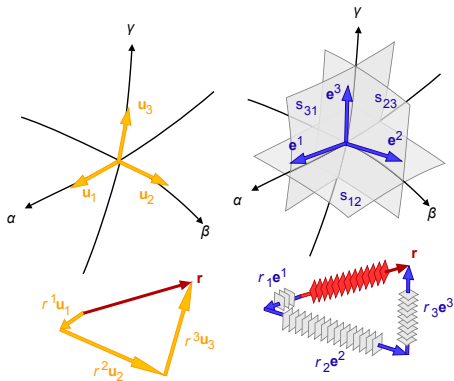 γ
γ
u₃
e³
s₃₁
s₂₃
e¹
e²
u₁
u₂
s₁₂
α
β
α
β
r
r
r¹u₁
r³u₃
r²u₂
r₁e¹
r₃e³
r₂e²